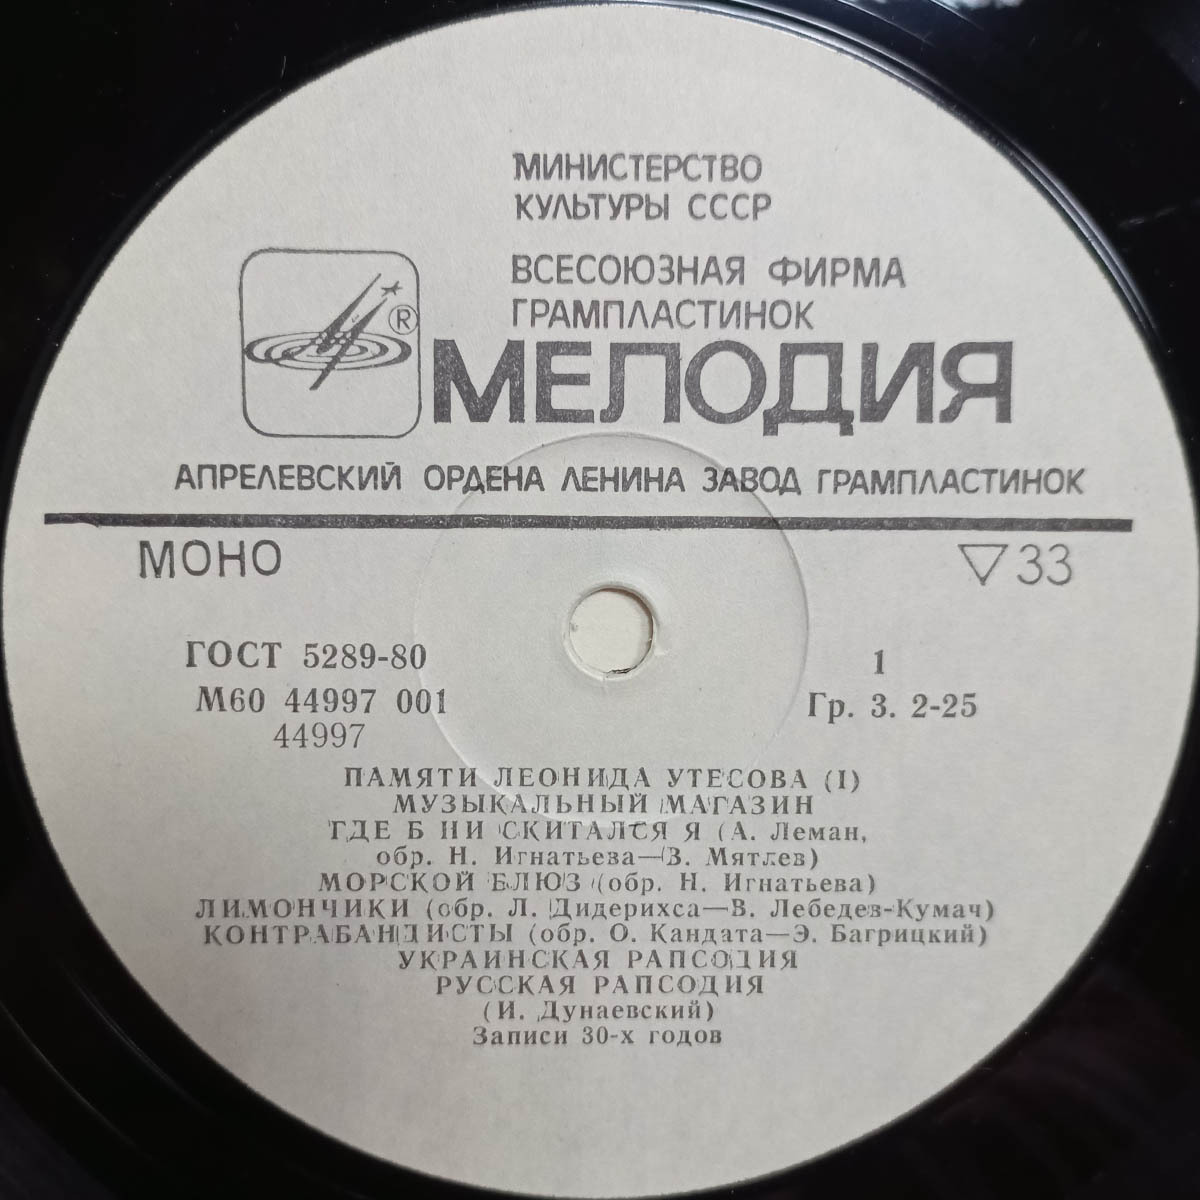 МИНИСТЕРСТВО
КУЛЬТУРЫ СССР
ВСЕСОЮЗНАЯ ФИРМА
ГРАМПЛАСТИНОК
®
МЕЛОДИЯ
АПРЕЛЕВСКИЙ ОРДЕНА ЛЕНИНА ЗАВОД ГРАМПЛАСТИНОК
МОНО ▽33
ГОСТ 5289-80 1
М60 44997 001 Гр. 3. 2-25
44997
ПАМЯТИ ЛЕОНИДА УТЕСОВА (I)
МУЗЫКАЛЬНЫЙ МАГАЗИН
ГДЕ Б НИ СКИТАЛСЯ Я (А. Леман,
обр. Н. Игнатьева—З. Мятлев)
МОРСКОЙ БЛЮЗ (обр. Н. Игнатьева)
ЛИМОНЧИКИ (обр. Л. Дидерихса—В. Лебедев-Кумач)
КОНТРАБАНДИСТЫ (обр. О. Кандата—Э. Багрицкий)
УКРАИНСКАЯ РАПСОДИЯ
РУССКАЯ РАПСОДИЯ
(И. Дунаевский)
Записи 30-х годов